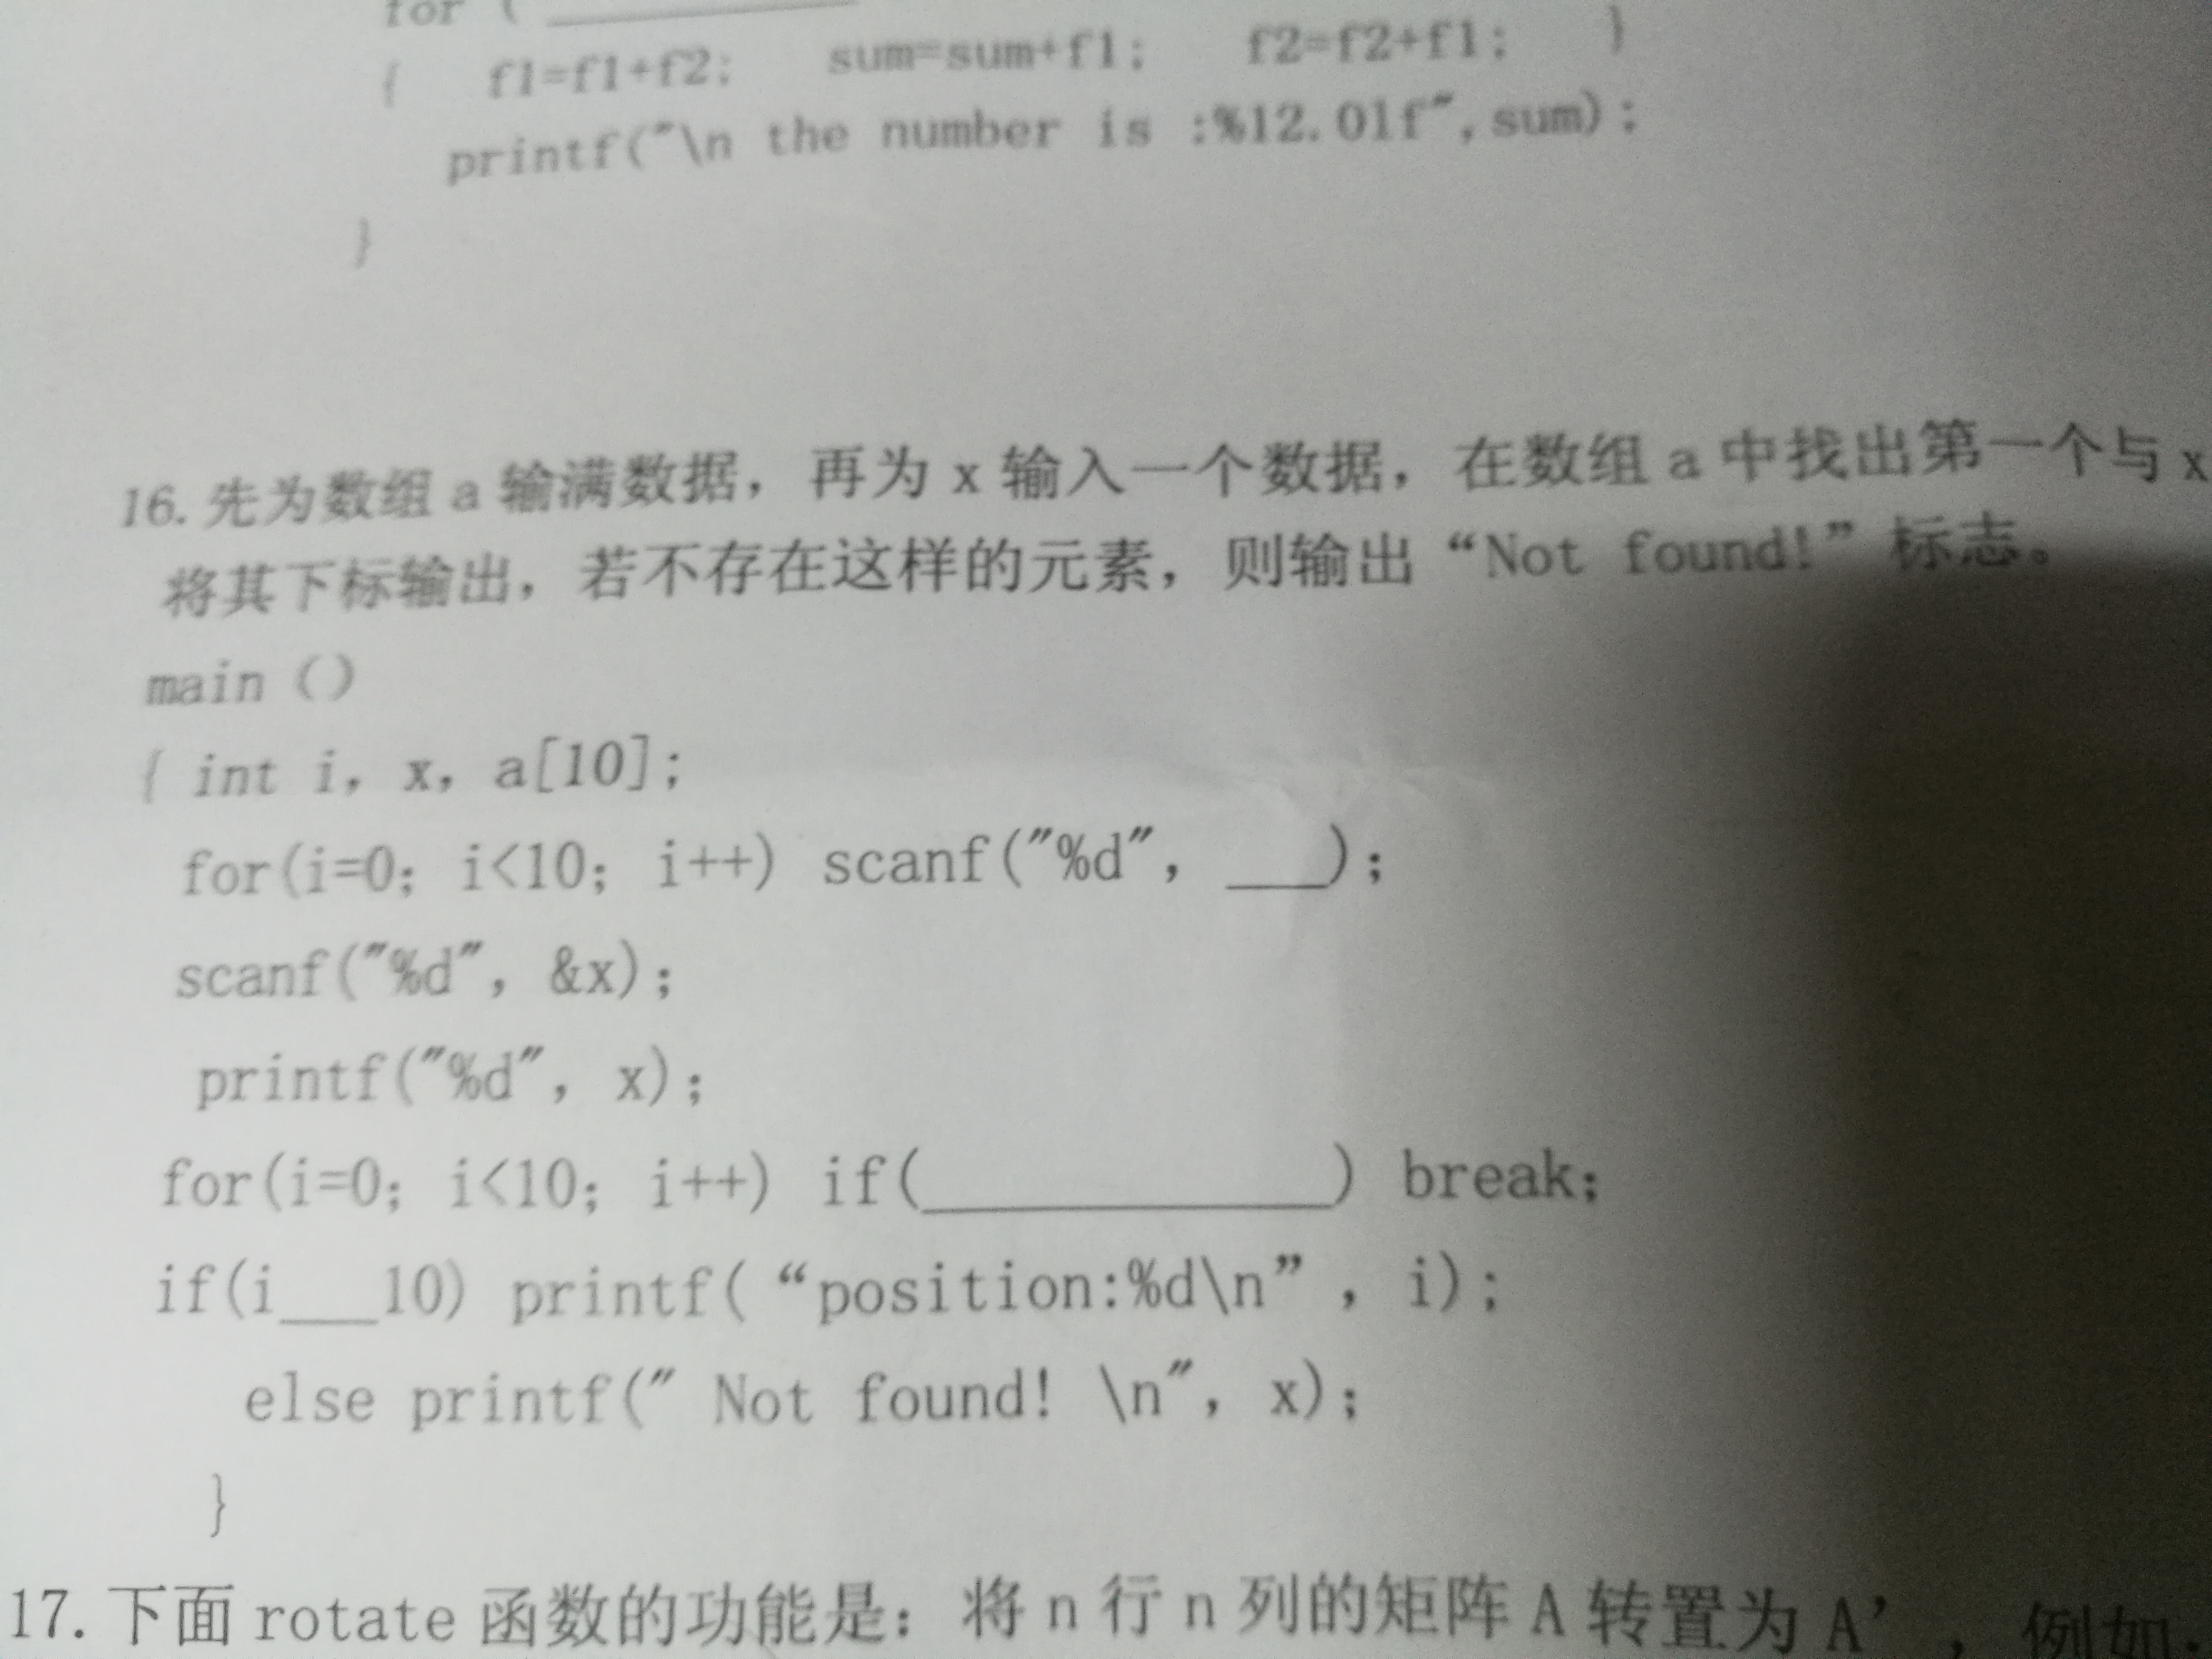 for (
{ f1=f1+f2; sum=sum+f1; f2=f2+f1; }
printf("\n the number is :%12.0lf",sum);
}
16.先为数组 a 输满数据，再为 x 输入一个数据，在数组 a 中找出第一个与 x
将其下标输出，若不存在这样的元素，则输出“Not found!”标志。
main（）
{ int i，x，a[10];
for(i=0；i<10；i++) scanf("%d"，___)；
scanf("%d"，&x)；
printf("%d"，x)；
for(i=0；i<10；i++) if(____________) break；
if(i___10) printf(“position:%d\n”，i)；
else printf(" Not found! \n"，x)；
}
17.下面 rotate 函数的功能是：将 n 行 n 列的矩阵 A 转置为 A’，例如：